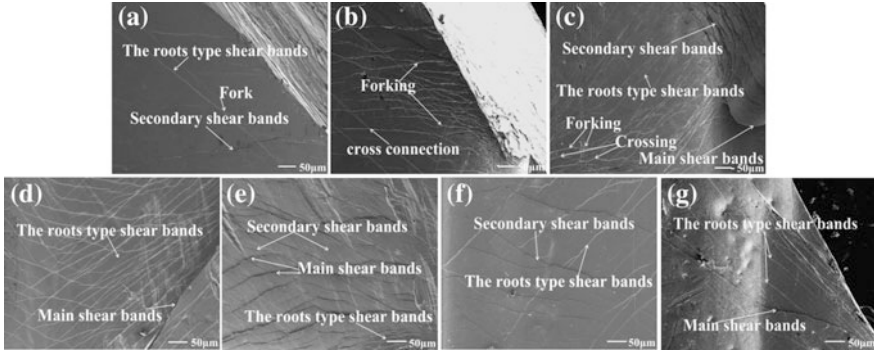 (a)
The roots type shear bands
Fork
Secondary shear bands
50μm
(b)
Forking
cross connection
50μm
(c)
Secondary shear bands
The roots type shear bands
Forking
Crossing
Main shear bands
50μm
(d)
The roots type shear bands
Main shear bands
50μm
(e)
Secondary shear bands
Main shear bands
The roots type shear bands
50μm
(f)
Secondary shear bands
The roots type shear bands
50μm
(g)
The roots type shear bands
Main shear bands
50μm